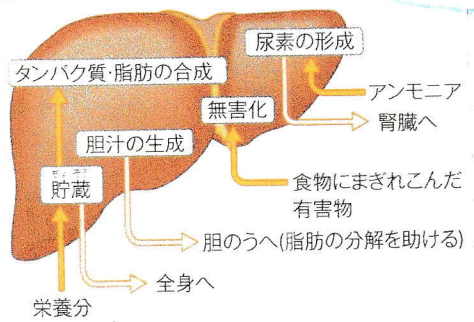 尿素の形成
タンパク質・脂肪の合成
アンモニア
無害化
腎臓へ
胆汁の生成
貯蔵
食物にまぎれこんだ
有害物
胆のうへ(脂肪の分解を助ける)
全身へ
栄養分